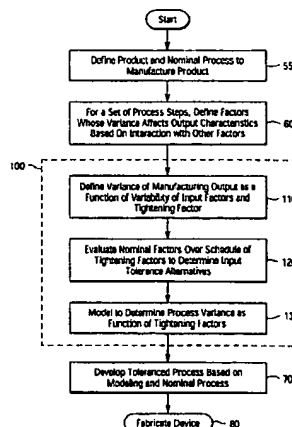 Start
Define Product and Nominal Process to
Manufacture Product
55
For a Set of Process Steps, Define Factors
Whose Variance Affects Output Characteristics
Based On Interaction with Other Factors
60
100
Define Variance of Manufacturing Output as a
Function of Variability of Input Factors and
Tightening Factor
110
Evaluate Nominal Factors Over Schedule of
Tightening Factors to Determine Input
Tolerance Alternatives
120
Model to Determine Process Variance as
Function of Tightening Factors
13
Develop Toleranced Process Based on
Modeling and Nominal Process
70
Fabricate Device
80